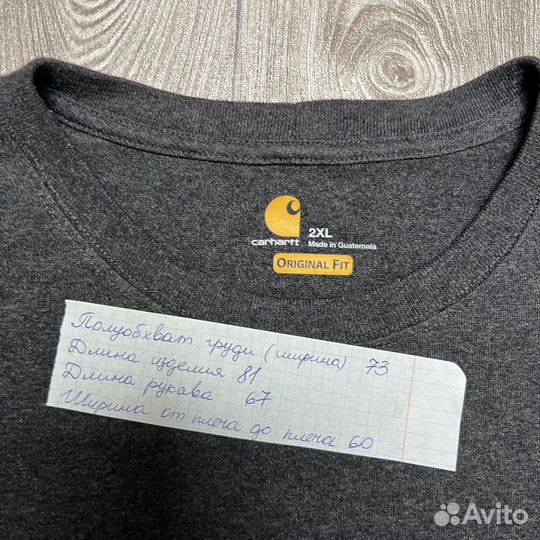 carhartt
2XL
Made in Guatemala
ORIGINAL FIT
Полуобхват груди (ширина) 73
Длина изделия 81
Длина рукава 67
Ширина от плеча до плеча 60
Avito